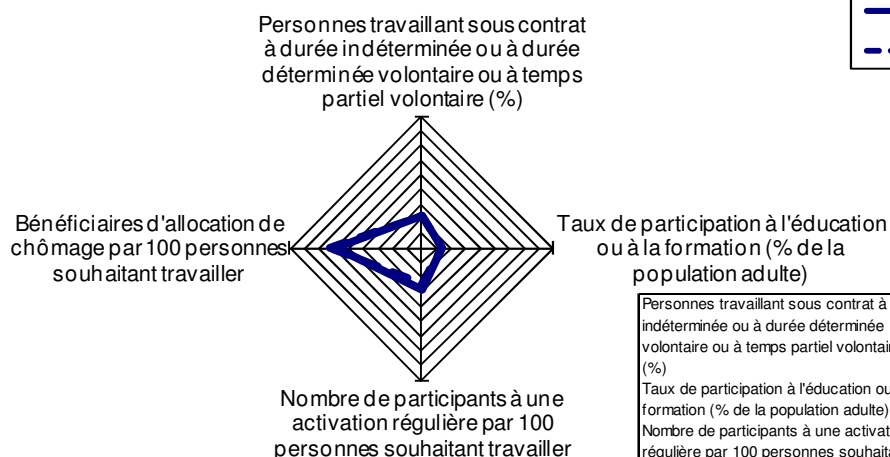 Personnes travaillant sous contrat
à durée indéterminée ou à durée
déterminée volontaire ou à temps
partiel volontaire (%)
Bénéficiaires d'allocation de
chômage par 100 personnes
souhaitant travailler
Taux de participation à l'éducation
ou à la formation (% de la
population adulte)
Nombre de participants à une
activation régulière par 100
personnes souhaitant travailler
Personnes travaillant sous contrat à
indéterminée ou à durée déterminée
volontaire ou à temps partiel volontai
(%)
Taux de participation à l'éducation ou
formation (% de la population adulte)
Nombre de participants à une activat
régulière par 100 personnes souhait